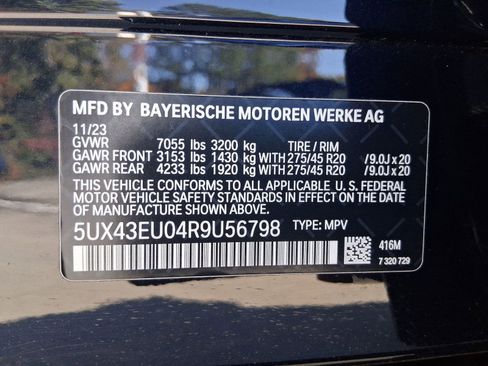 MFD BY BAYERISCHE MOTOREN WERKE AG
11/23
GVWR 7055 lbs 3200 kg TIRE / RIM
GAWR FRONT 3153 lbs 1430 kg WITH 275/45 R20 /9.0J x 20
GAWR REAR 4233 lbs 1920 kg WITH 275/45 R20 /9.0J x 20
THIS VEHICLE CONFORMS TO ALL APPLICABLE U. S. FEDERAL
MOTOR VEHICLE SAFETY STANDARDS IN EFFECT ON THE DATE
OF MANUFACTURE SHOWN ABOVE.
5UX43EU04R9U56798 TYPE: MPV
416M
7 320 729